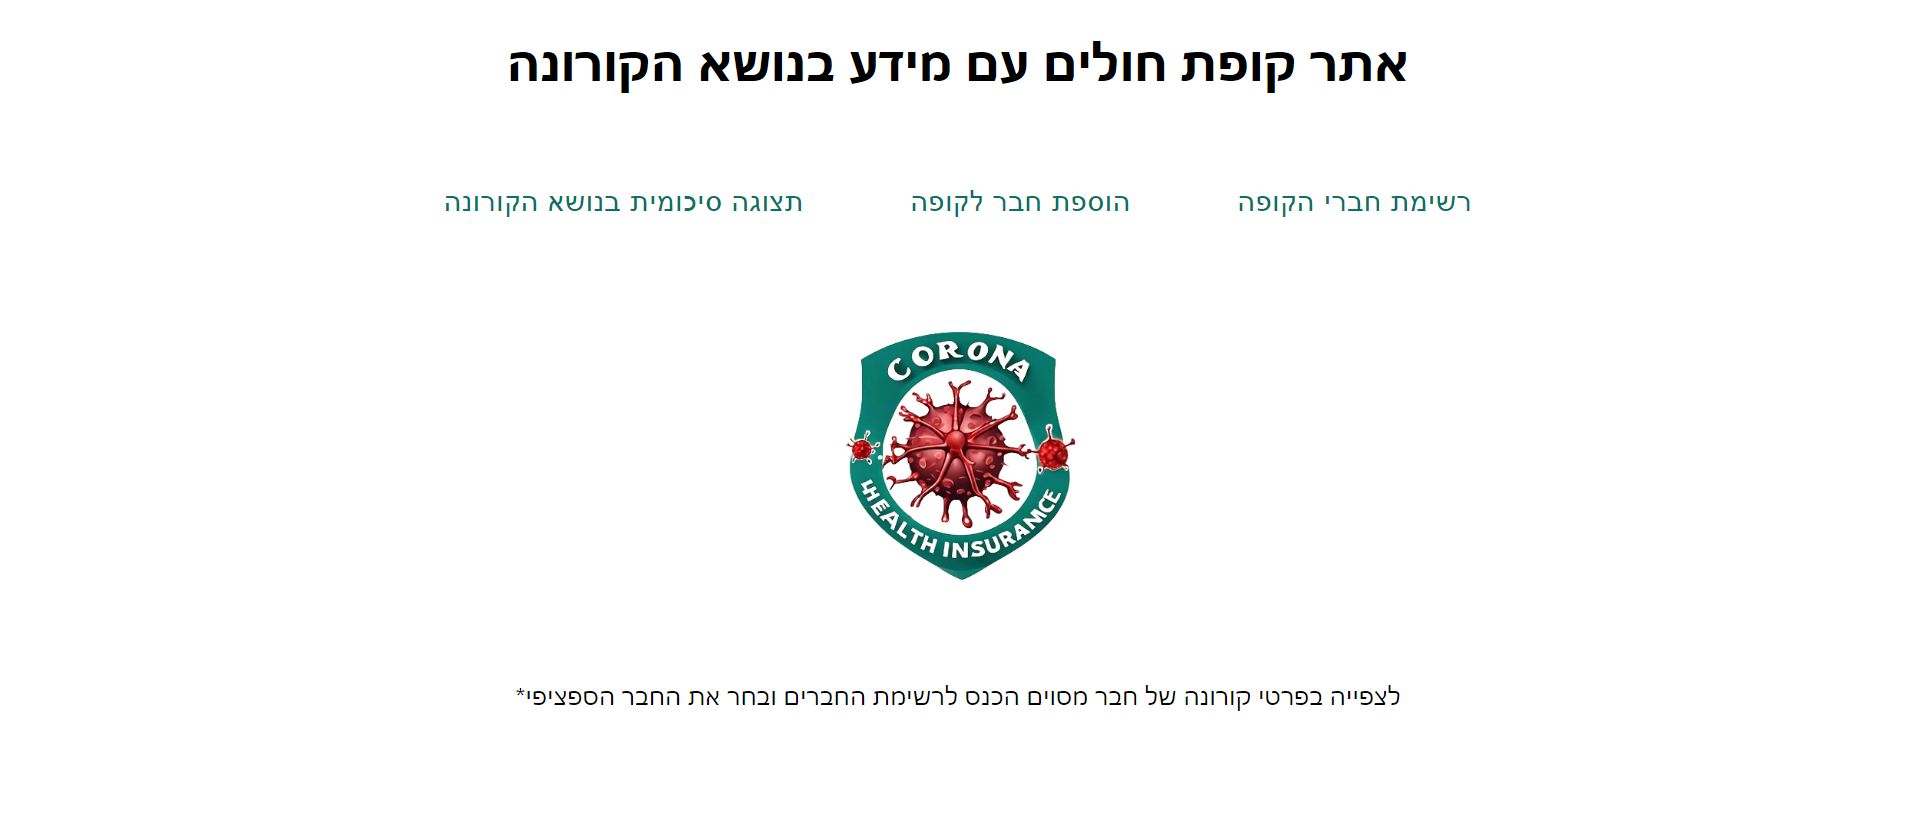 אתר קופת חולים עם מידע בנושא הקורונה
רשימת חברי הקופה
הוספת חבר לקופה
תצוגה סיכומית בנושא הקורונה
CORONA
HEALTH INSURAMCE
לצפייה בפרטי קורונה של חבר מסוים הכנס לרשימת החברים ובחר את החבר הספציפי*